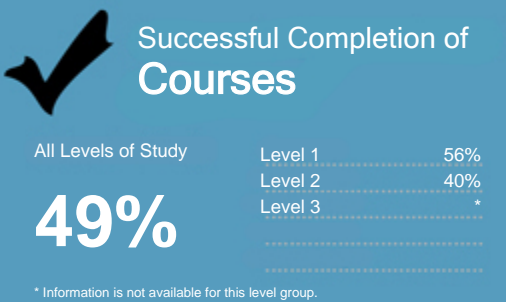 Successful Completion of
Courses
All Levels of Study
49%
Level 1 56%
Level 2 40%
Level 3 *
* Information is not available for this level group.